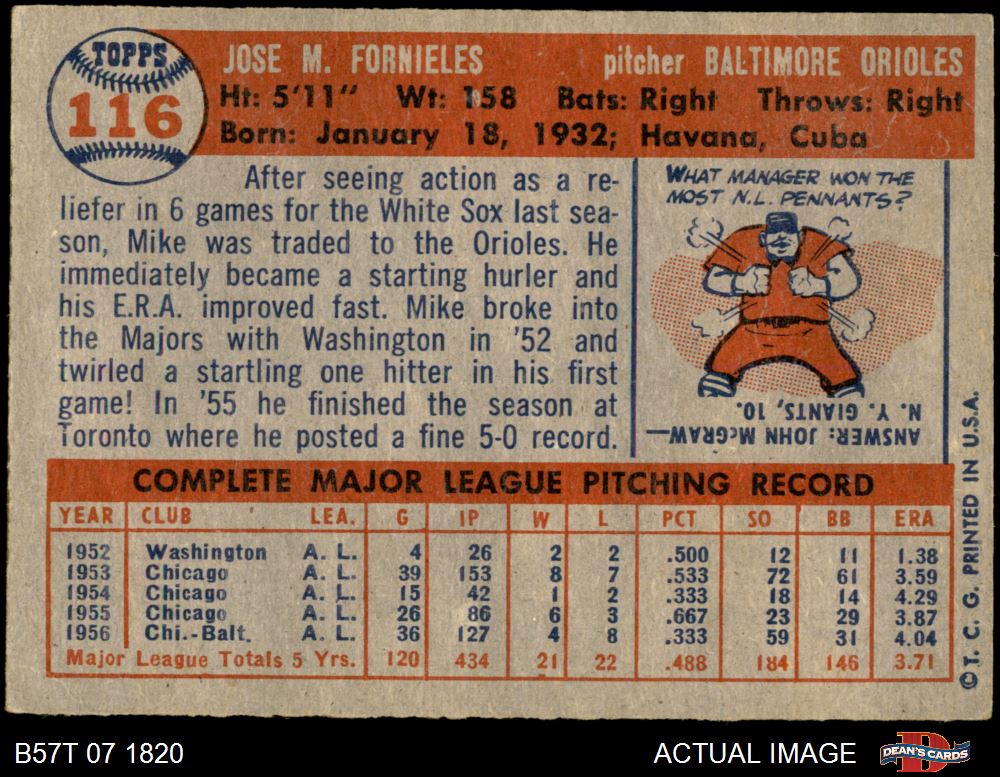 TOPPS
116
JOSE M. FORNIELES pitcher BALTIMORE ORIOLES
Ht: 5'11" Wt: 158 Bats: Right Throws: Right
Born: January 18, 1932; Havana, Cuba
After seeing action as a re-
liefer in 6 games for the White Sox last sea-
son, Mike was traded to the Orioles. He
immediately became a starting hurler and
his E.R.A. improved fast. Mike broke into
the Majors with Washington in '52 and
twirled a startling one hitter in his first
game! In '55 he finished the season at
Toronto where he posted a fine 5-0 record.
WHAT MANAGER WON THE
MOST N.L. PENNANTS?
ANSWER: JOHN McGRAW—
N. Y. GIANTS, 10.
COMPLETE MAJOR LEAGUE PITCHING RECORD
YEAR CLUB LEA. G IP W L PCT SO BB ERA
1952 Washington A. L. 4 26 2 2 .500 12 11 1.38
1953 Chicago A. L. 39 153 8 7 .533 72 61 3.59
1954 Chicago A. L. 15 42 1 2 .333 18 14 4.29
1955 Chicago A. L. 26 86 6 3 .667 23 29 3.87
1956 Chi.-Balt. A. L. 36 127 4 8 .333 59 31 4.04
Major League Totals 5 Yrs. 120 434 21 22 .488 184 146 3.71
© T. C. G. PRINTED IN U.S.A.
B57T 07 1820 ACTUAL IMAGE
D
DEAN'S CARDS